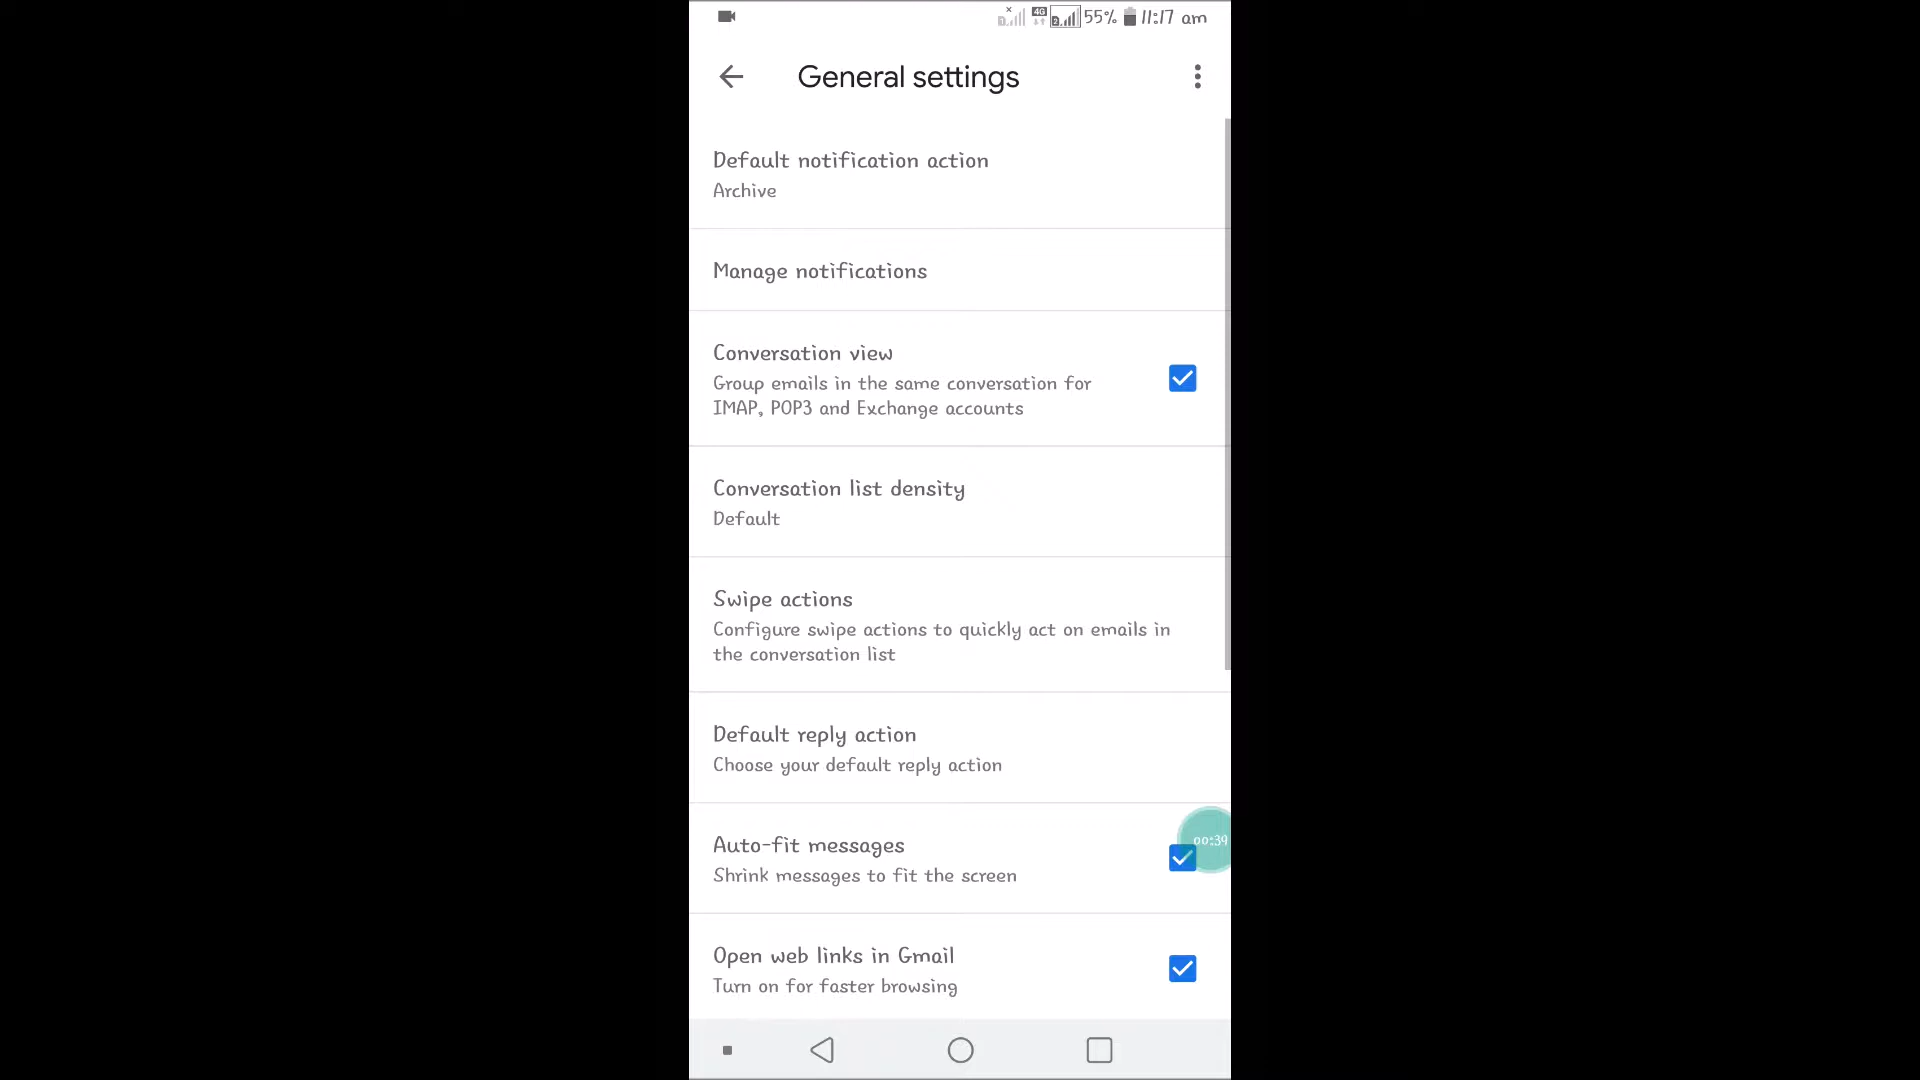 4G 55% 11:17 am
General settings
Default notification action
Archive
Manage notifications
Conversation view
Group emails in the same conversation for
IMAP, POP3 and Exchange accounts
Conversation list density
Default
Swipe actions
Configure swipe actions to quickly act on emails in
the conversation list
Default reply action
Choose your default reply action
Auto-fit messages
00:39
Shrink messages to fit the screen
Open web links in Gmail
Turn on for faster browsing